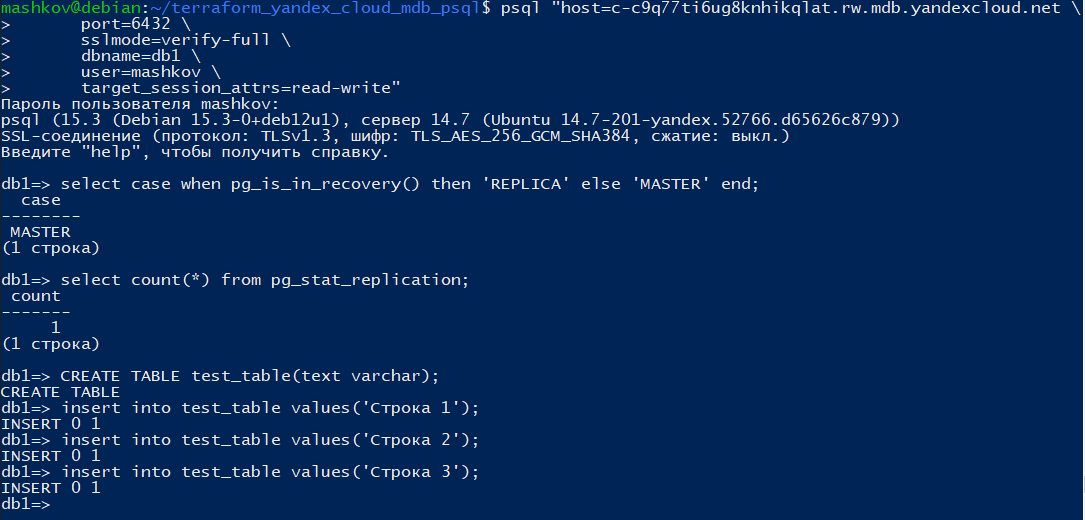 mashkov@debian:~/terraform_yandex_cloud_mdb_psql$ psql "host=c-c9q77ti6ug8knhikqlat.rw.mdb.yandexcloud.net \
>       port=6432 \
>       sslmode=verify-full \
>       dbname=db1 \
>       user=mashkov \
>       target_session_attrs=read-write"
Пароль пользователя mashkov:
psql (15.3 (Debian 15.3-0+deb12u1), сервер 14.7 (Ubuntu 14.7-201-yandex.52766.d65626c879))
SSL-соединение (протокол: TLSv1.3, шифр: TLS_AES_256_GCM_SHA384, сжатие: выкл.)
Введите "help", чтобы получить справку.
db1=> select case when pg_is_in_recovery() then 'REPLICA' else 'MASTER' end;
  case
--------
 MASTER
(1 строка)
db1=> select count(*) from pg_stat_replication;
 count
-------
     1
(1 строка)
db1=> CREATE TABLE test_table(text varchar);
CREATE TABLE
db1=> insert into test_table values('Строка 1');
INSERT 0 1
db1=> insert into test_table values('Строка 2');
INSERT 0 1
db1=> insert into test_table values('Строка 3');
INSERT 0 1
db1=>